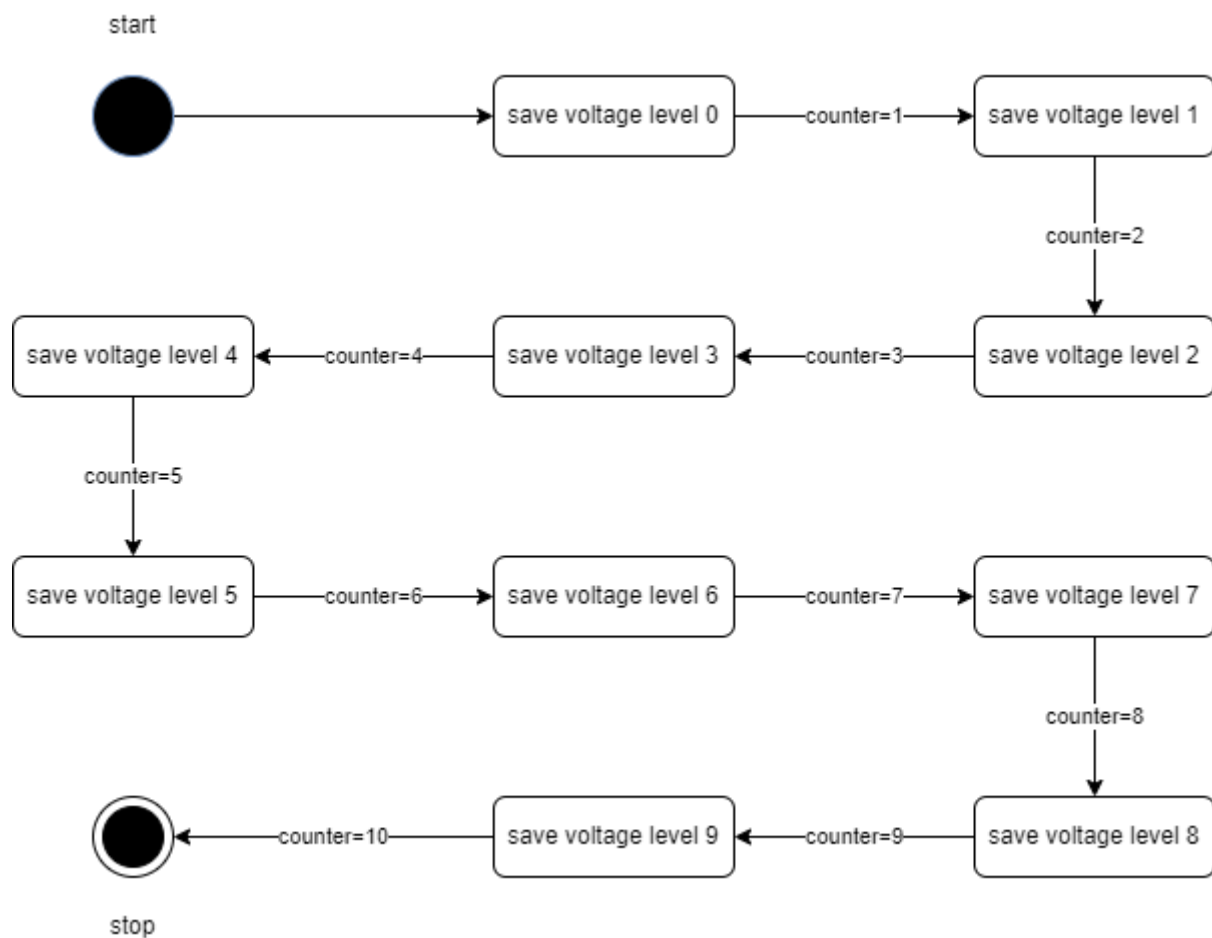 start
save voltage level 0
counter=1
save voltage level 1
counter=2
save voltage level 2
counter=3
save voltage level 3
counter=4
save voltage level 4
counter=5
save voltage level 5
counter=6
save voltage level 6
counter=7
save voltage level 7
counter=8
save voltage level 8
counter=9
save voltage level 9
counter=10
stop